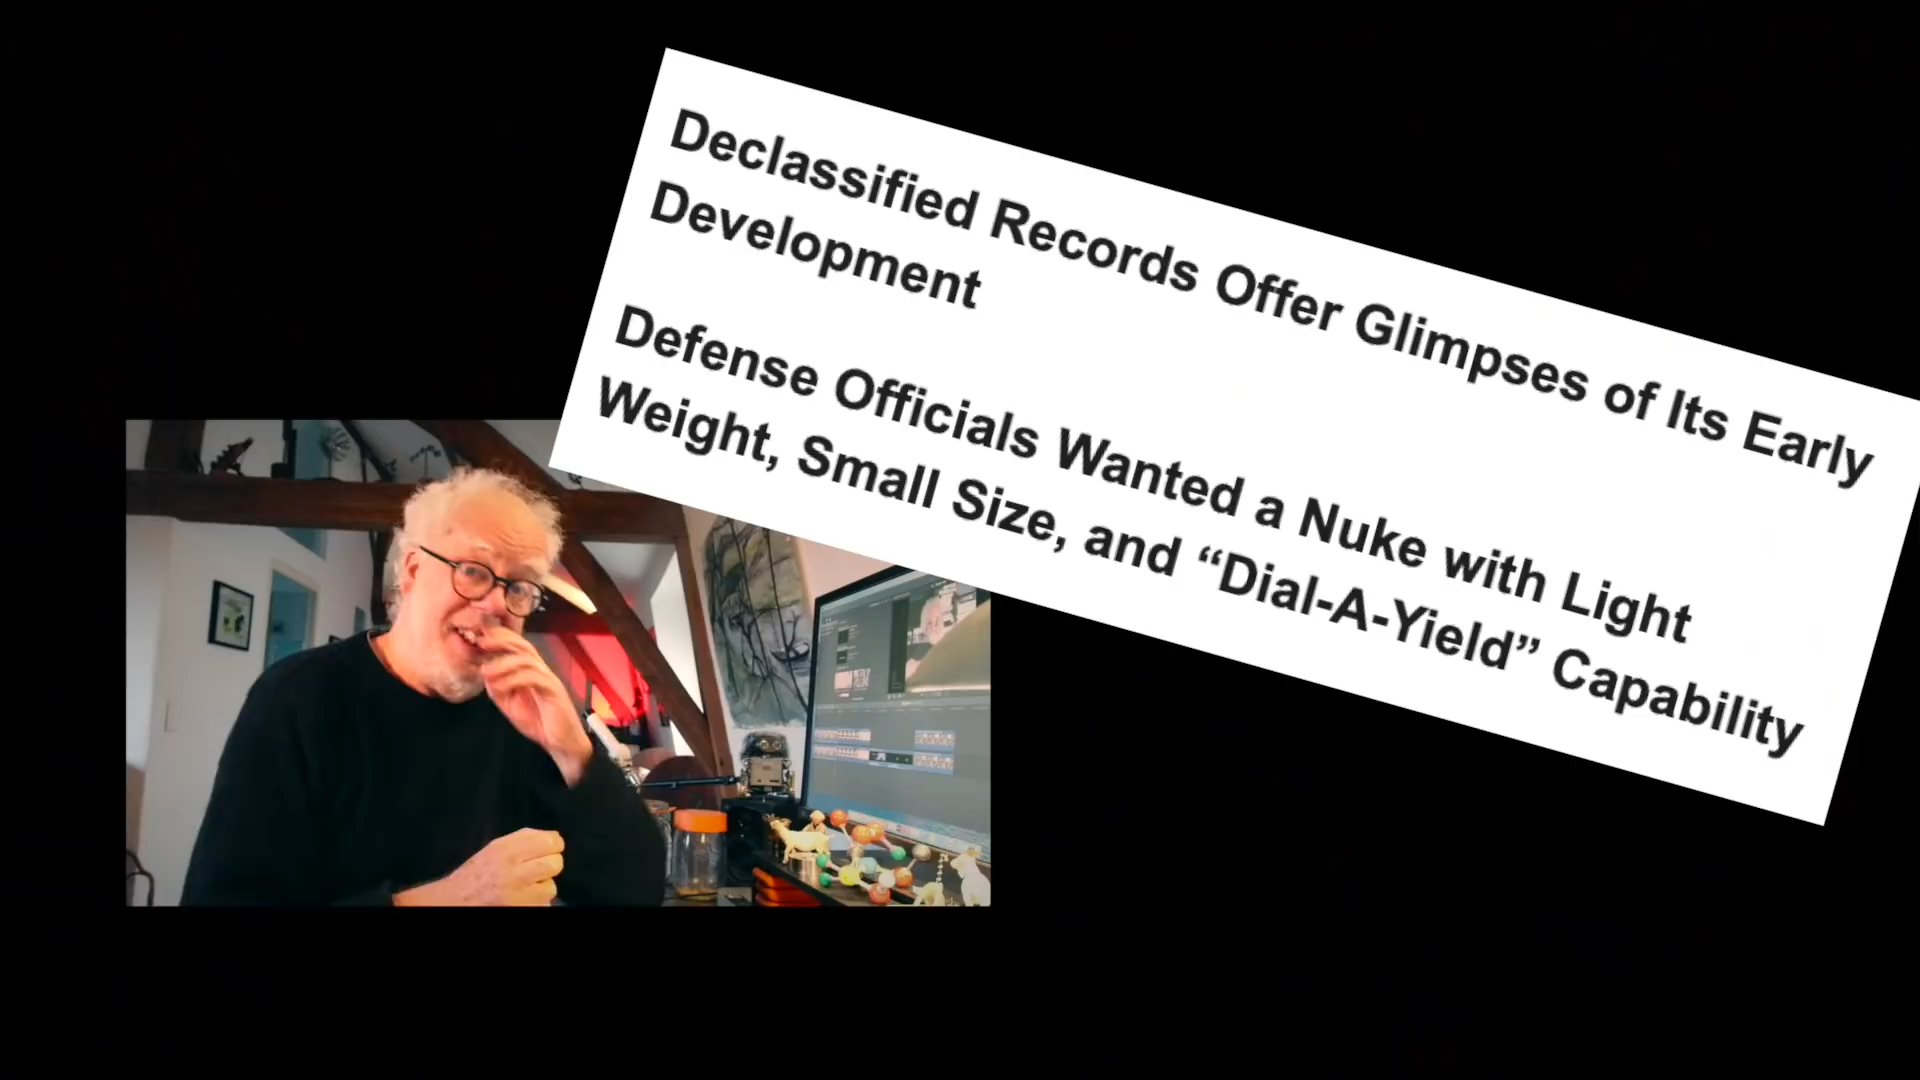 Declassified Records Offer Glimpses of Its Early
Development
Defense Officials Wanted a Nuke with Light
Weight, Small Size, and “Dial-A-Yield” Capability